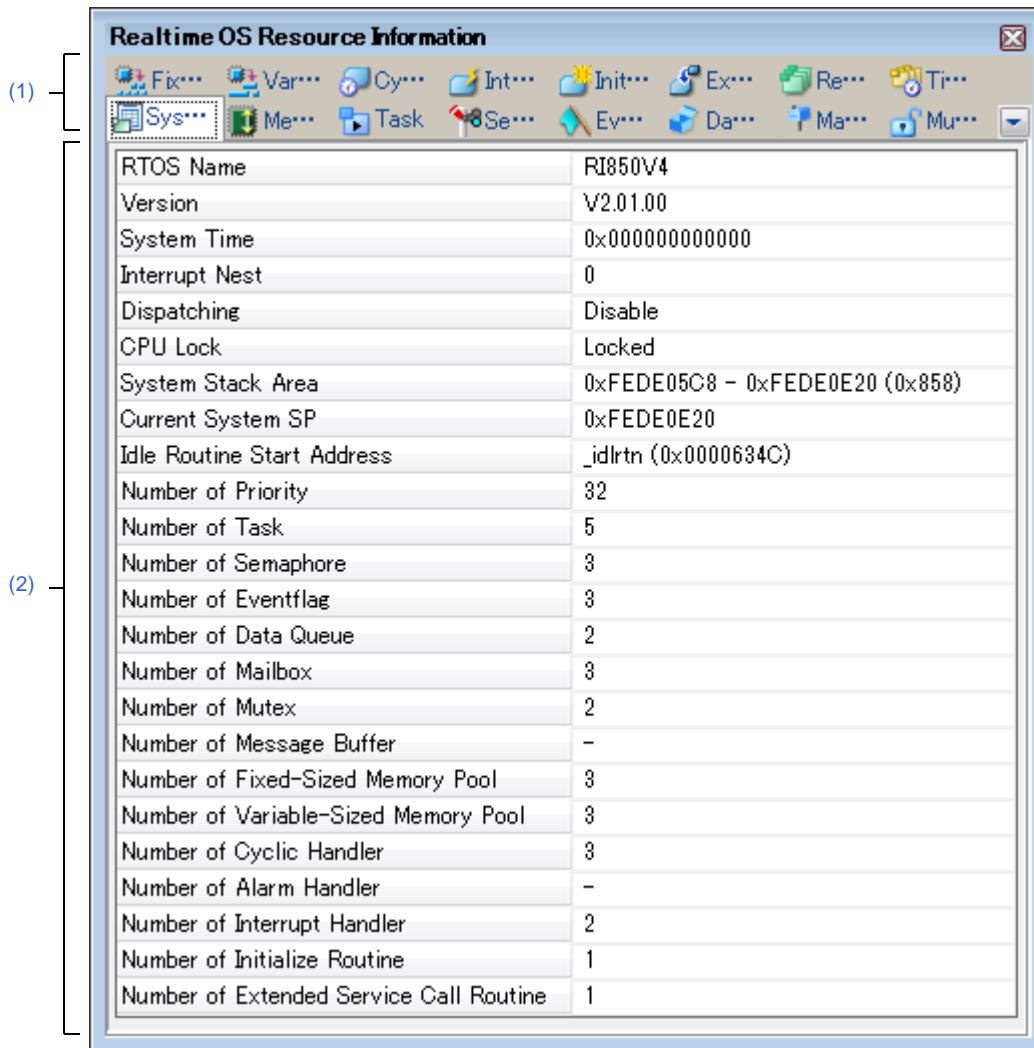 Realtime OS Resource Information
(1)
Fix··· Var··· Cy··· Int··· Init··· Ex··· Re··· Ti···
Sys··· Me··· Task Se··· Ev··· Da··· Ma··· Mu···
RTOS Name RI850V4
Version V2.01.00
System Time 0x000000000000
Interrupt Nest 0
Dispatching Disable
CPU Lock Locked
System Stack Area 0xFEDE05C8 - 0xFEDE0E20 (0x858)
Current System SP 0xFEDE0E20
Idle Routine Start Address _idlrtn (0x0000634C)
Number of Priority 32
Number of Task 5
Number of Semaphore 3
(2)
Number of Eventflag 3
Number of Data Queue 2
Number of Mailbox 3
Number of Mutex 2
Number of Message Buffer -
Number of Fixed-Sized Memory Pool 3
Number of Variable-Sized Memory Pool 3
Number of Cyclic Handler 3
Number of Alarm Handler -
Number of Interrupt Handler 2
Number of Initialize Routine 1
Number of Extended Service Call Routine 1